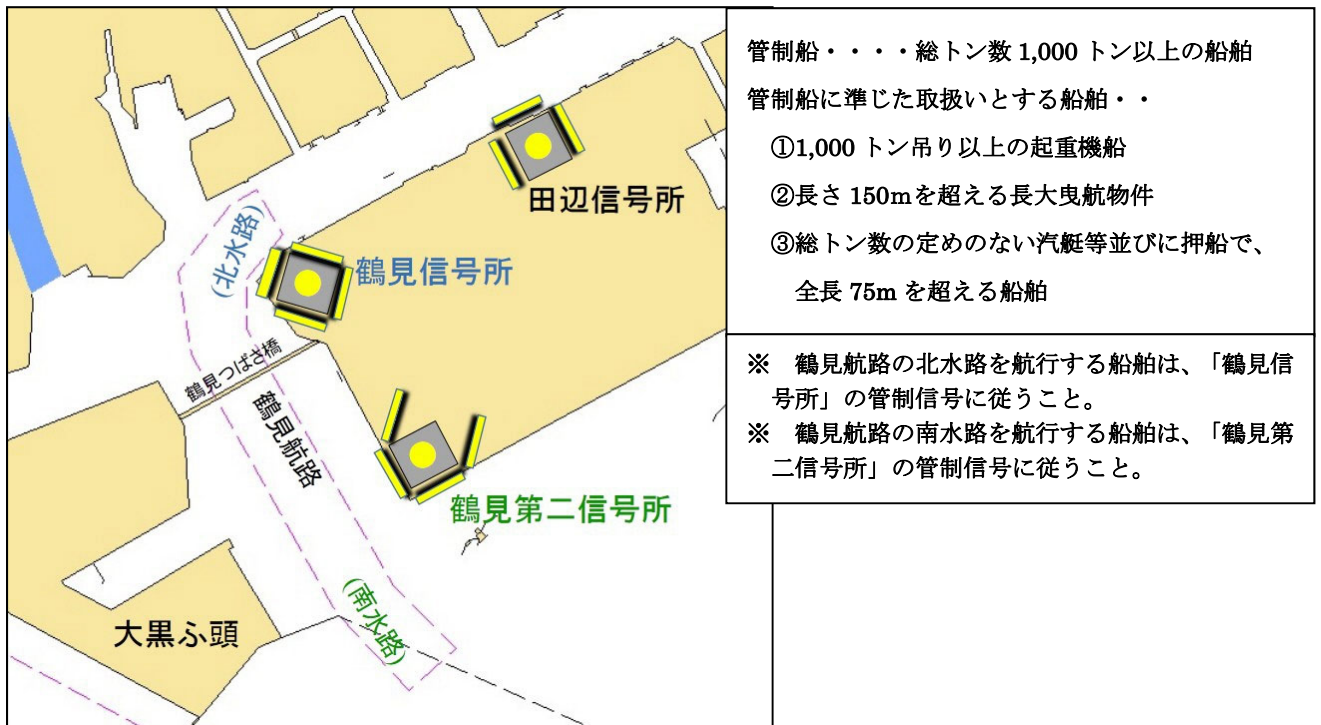 田辺信号所
(北水路)
鶴見信号所
鶴見つばさ橋
鶴見航路
鶴見第二信号所
(南水路)
大黒ふ頭
管制船・・・・総トン数 1,000 トン以上の船舶
管制船に準じた取扱いとする船舶・・
①1,000 トン吊り以上の起重機船
②長さ 150mを超える長大曳航物件
③総トン数の定めのない汽艇等並びに押船で、
全長 75m を超える船舶
※ 鶴見航路の北水路を航行する船舶は、「鶴見信
号所」の管制信号に従うこと。
※ 鶴見航路の南水路を航行する船舶は、「鶴見第
二信号所」の管制信号に従うこと。